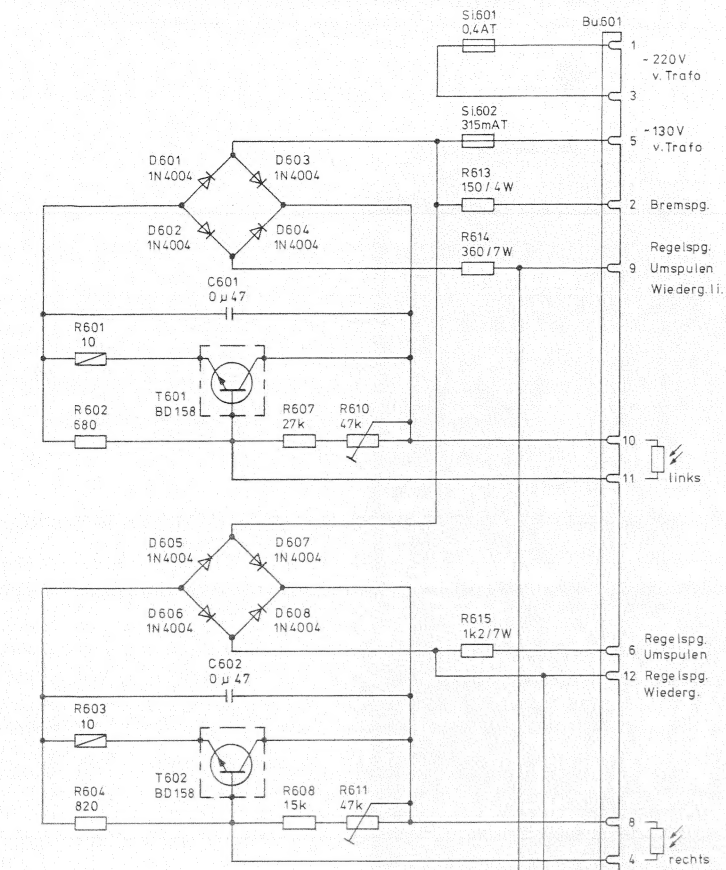 Si.601
0,4AT
Bu.601
1
~220V
v. Trafo
3
Si.602
315mAT
5
~130V
v. Trafo
D601
1N4004
D603
1N4004
R613
150/4W
2
Bremspg.
D602
1N4004
D604
1N4004
R614
360/7W
9
Regelspg.
Umspulen
Wiederg.li.
C601
0µ47
R601
10
T601
BD158
R602
680
R607
27k
R610
47k
10
11
links
D605
1N4004
D607
1N4004
D606
1N4004
D608
1N4004
R615
1k2/7W
6
Regelspg.
Umspulen
12
Regelspg.
Wiederg.
C602
0µ47
R603
10
T602
BD158
R604
820
R608
15k
R611
47k
8
4
rechts